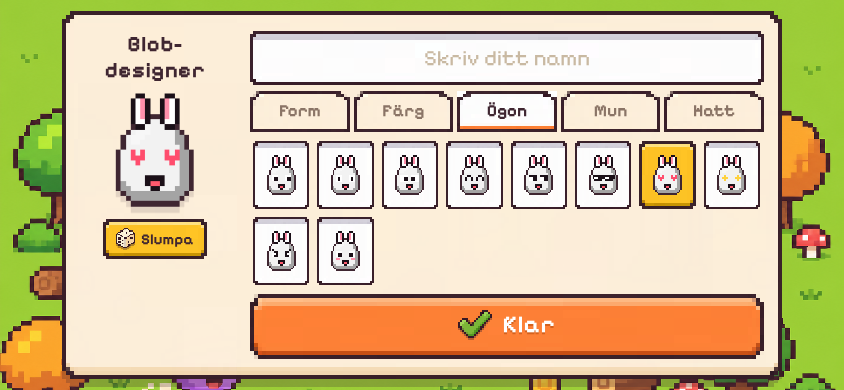 Blob-
designer
Skriv ditt namn
Form
Färg
Ögon
Mun
Hatt
Slumpa
Klar